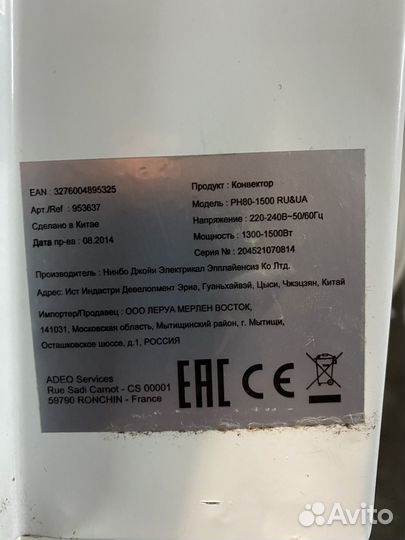 EAN : 3276004895325
Арт./Ref : 953637
Сделано в Китае
Дата пр-ва : 08.2014
Продукт : Конвектор
Модель : PH80-1500 RU&UA
Напряжение : 220-240В~50/60Гц
Мощность : 1300-1500Вт
Серия № : 204521070814
Производитель : Нинбо Джойи Электрикал Эпплайенсиз Ко Лтд.
Адрес: Ист Индастри Девелопмент Эриа, Гуаньхайвэй, Цыси, Чжэцзян, Китай
Импортер/Продавец : ООО ЛЕРУА МЕРЛЕН ВОСТОК,
141031, Московская область, Мытищинский район, г. Мытищи,
Осташковское шоссе, д.1, РОССИЯ
ADEO Services
Rue Sadi Carnot - CS 00001
59790 RONCHIN - France
EAC CE
Avito